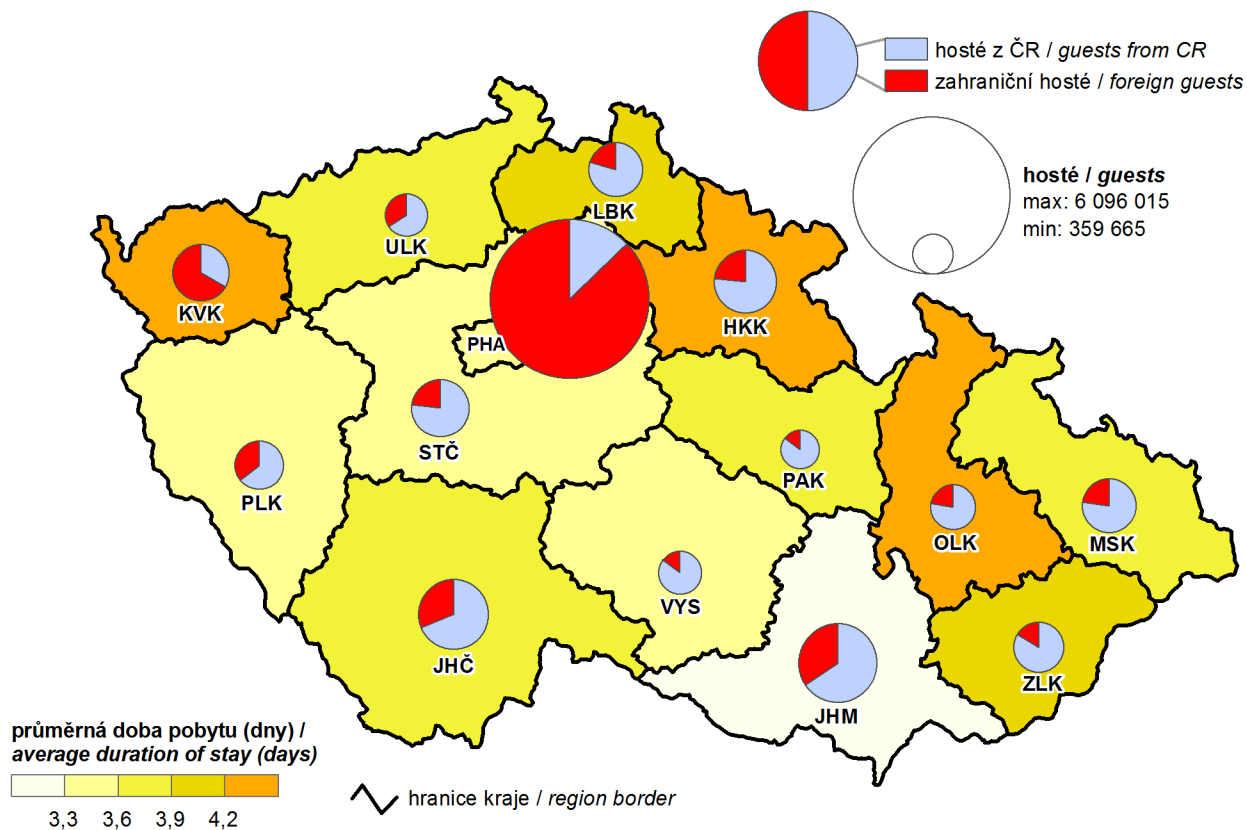 hosté z ČR / guests from CR
zahraniční hosté / foreign guests
hosté / guests
max: 6 096 015
min: 359 665
LBK
ULK
KVK
HKK
PHA
STČ
PAK
PLK
OLK
MSK
VYS
JHČ
ZLK
JHM
průměrná doba pobytu (dny) /
average duration of stay (days)
3,3 3,6 3,9 4,2
hranice kraje / region border